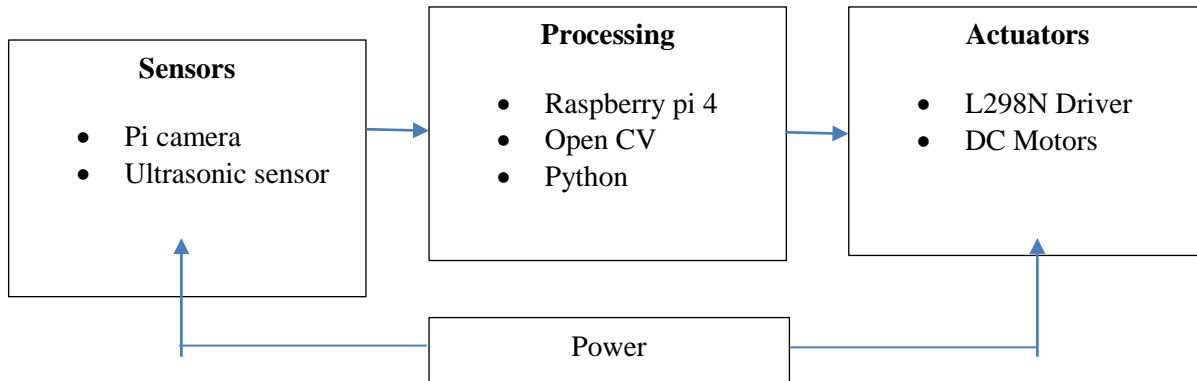 Sensors
• Pi camera
• Ultrasonic sensor
Processing
• Raspberry pi 4
• Open CV
• Python
Actuators
• L298N Driver
• DC Motors
Power